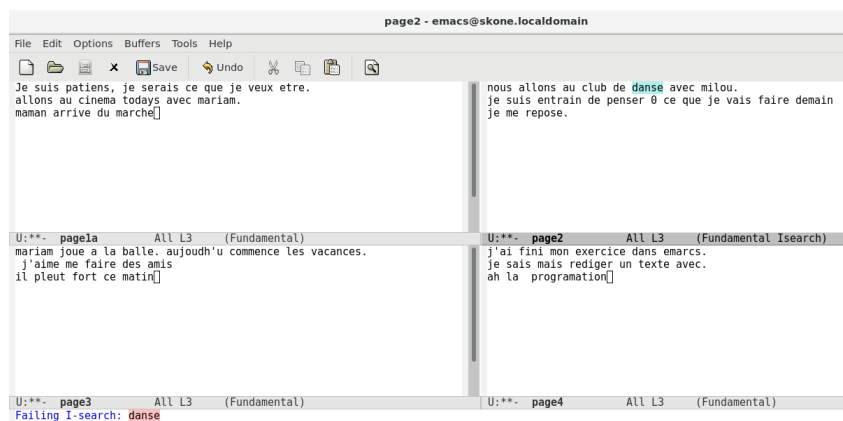 page2 - emacs@skone.localdomain
File Edit Options Buffers Tools Help
Save Undo
Je suis patiens, je serais ce que je veux etre.
allons au cinema todays avec mariam.
maman arrive du marche
U:**- page1a All L3 (Fundamental)
nous allons au club de danse avec milou.
je suis entrain de penser 0 ce que je vais faire demain
je me repose.
U:**- page2 All L3 (Fundamental Isearch)
mariam joue a la balle. aujoudh'u commence les vacances.
j'aime me faire des amis
il pleut fort ce matin
U:**- page3 All L3 (Fundamental)
j'ai fini mon exercice dans emarcs.
je sais mais rediger un texte avec.
ah la  programation
U:**- page4 All L3 (Fundamental)
Failing I-search: danse